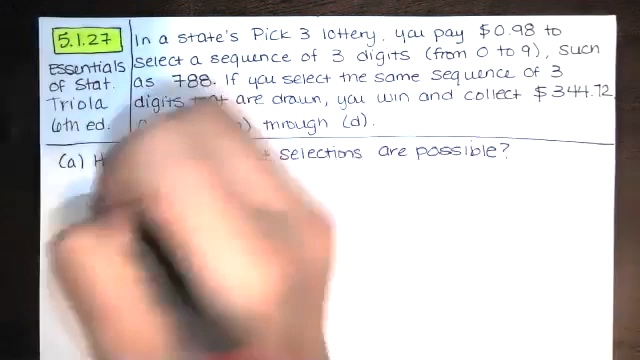 5.1.27
Essentials
of Stat.
Triola
6th ed.
In a state's Pick 3 lottery, you pay $0.98 to
select a sequence of 3 digits (from 0 to 9), such
as 788. If you select the same sequence of 3
digits that are drawn, you win and collect $344.72
through (d).
(a) H selections are possible?